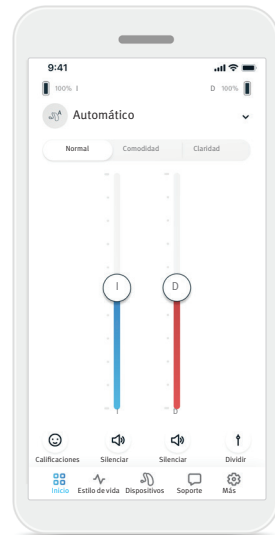 9:41
100% I D 100%
A Automático
Normal Comodidad Claridad
I D
I D
Calificaciones Silenciar Silenciar Dividir
Inicio Estilo de vida Dispositivos Soporte Más